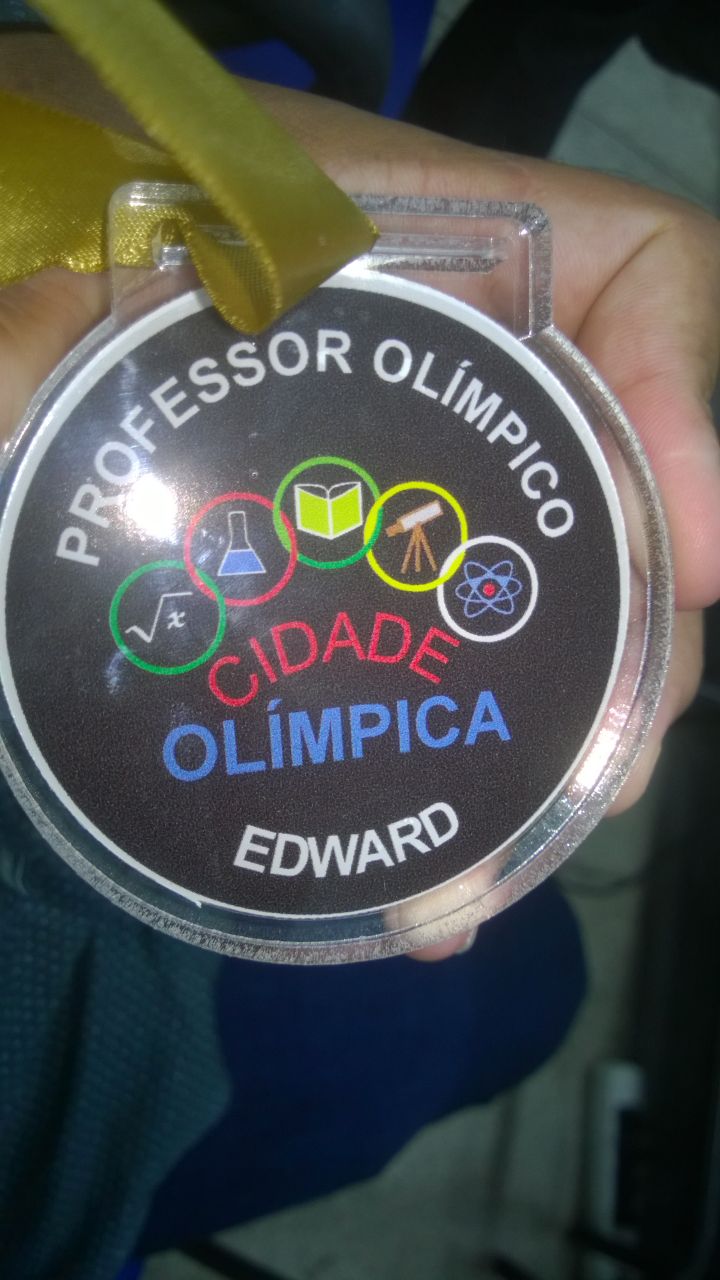 PROFESSOR OLÍMPICO
√x
CIDADE
OLÍMPICA
EDWARD